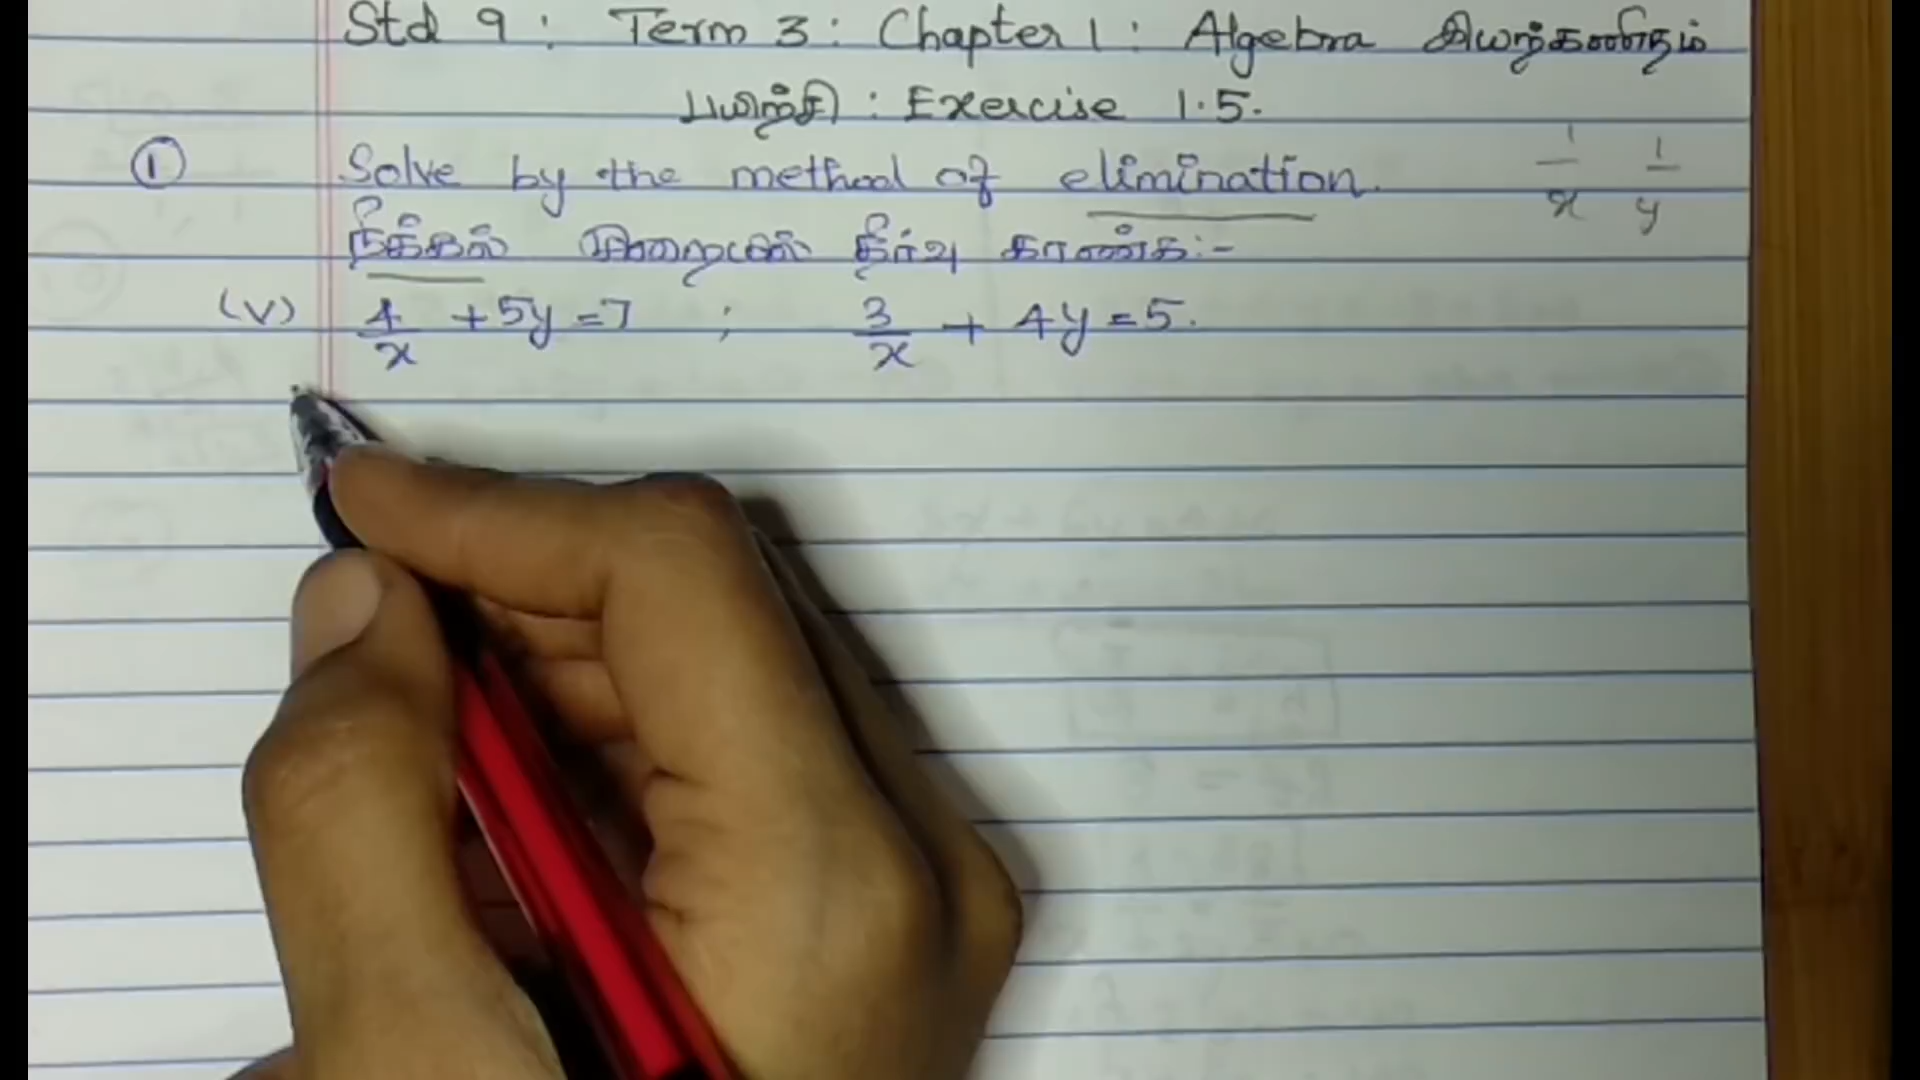 Std 9 : Term 3 : Chapter 1 : Algebra இயற்கணிதம்
பயிற்சி : Exercise 1.5.
① Solve by the method of elimination.
1/x 1/y
நீக்கல் முறையில் தீர்வு காண்க:-
(v) 4/x + 5y = 7 ; 3/x + 4y = 5.